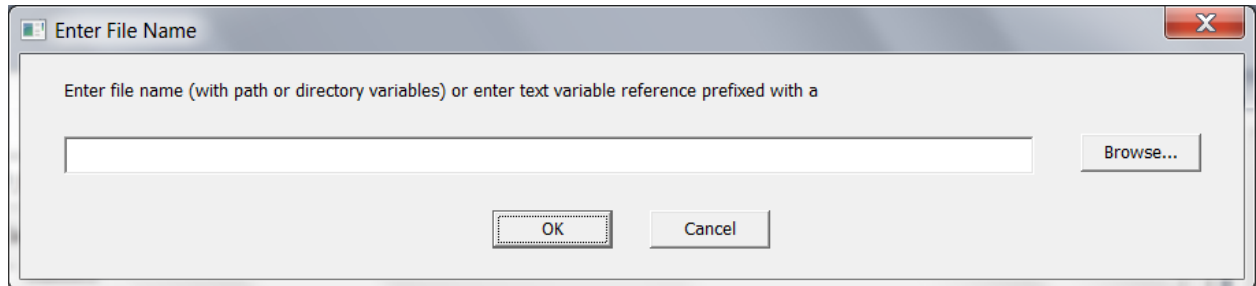 Enter File Name
Enter file name (with path or directory variables) or enter text variable reference prefixed with a
Browse...
OK Cancel